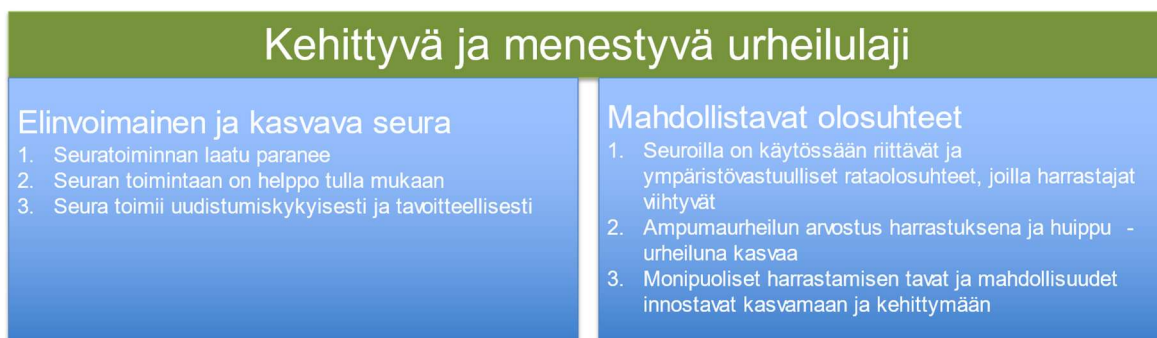 Kehittyvä ja menestyvä urheilulaji
Elinvoimainen ja kasvava seura
1. Seuratoiminnan laatu paranee
2. Seuran toimintaan on helppo tulla mukaan
3. Seura toimii uudistumiskykyisesti ja tavoitteellisesti
Mahdollistavat olosuhteet
1. Seuroilla on käytössään riittävät ja
ympäristövastuulliset rataolosuhteet, joilla harrastajat
viihtyvät
2. Ampumaurheilun arvostus harrastuksena ja huippu -
urheiluna kasvaa
3. Monipuoliset harrastamisen tavat ja mahdollisuudet
innostavat kasvamaan ja kehittymään